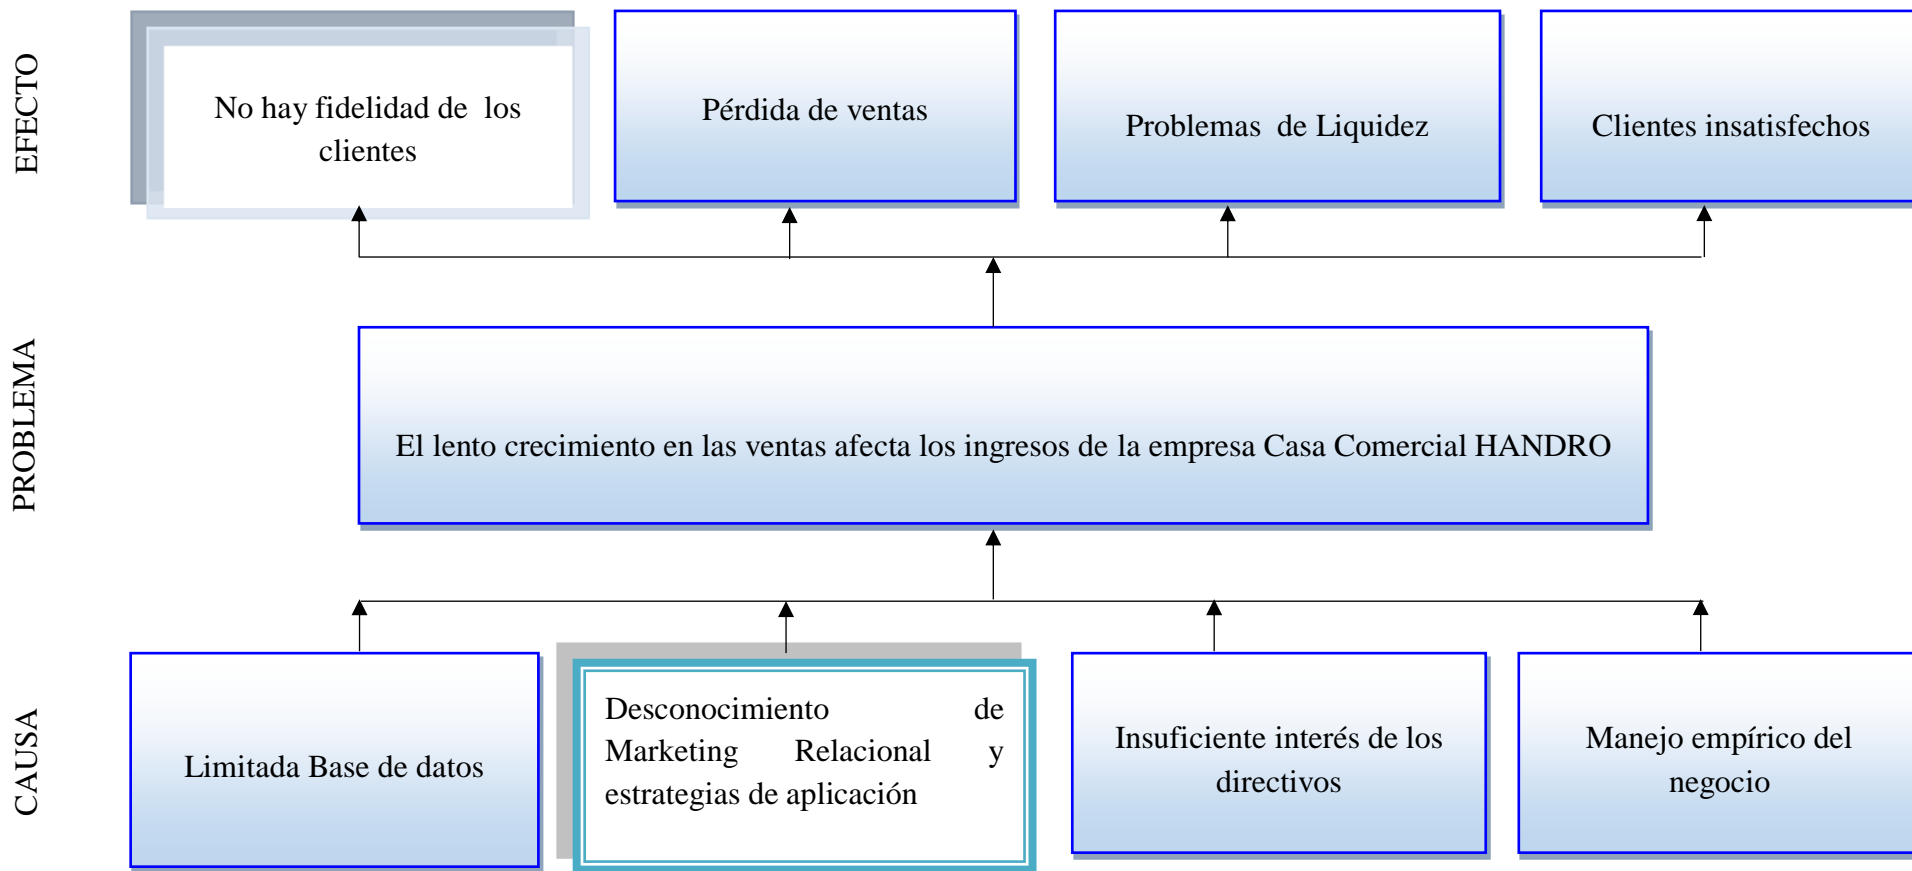 EFECTO
No hay fidelidad de los
clientes
Pérdida de ventas
Problemas de Liquidez
Clientes insatisfechos
PROBLEMA
El lento crecimiento en las ventas afecta los ingresos de la empresa Casa Comercial HANDRO
CAUSA
Limitada Base de datos
Desconocimiento de
Marketing Relacional y
estrategias de aplicación
Insuficiente interés de los
directivos
Manejo empírico del
negocio